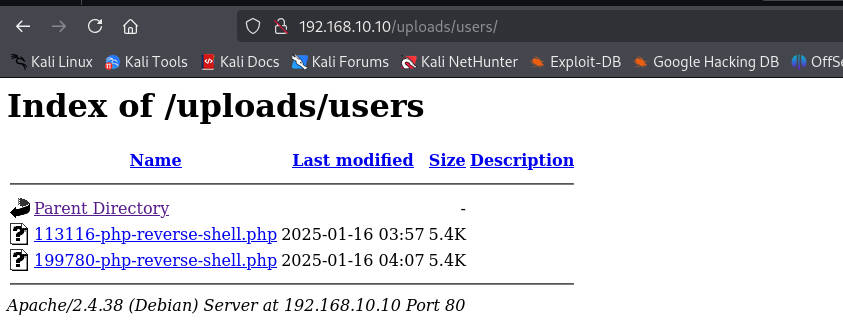 192.168.10.10/uploads/users/
Kali Linux Kali Tools Kali Docs Kali Forums Kali NetHunter Exploit-DB Google Hacking DB OffSe
Index of /uploads/users
Name Last modified Size Description
Parent Directory -
113116-php-reverse-shell.php 2025-01-16 03:57 5.4K
199780-php-reverse-shell.php 2025-01-16 04:07 5.4K
Apache/2.4.38 (Debian) Server at 192.168.10.10 Port 80